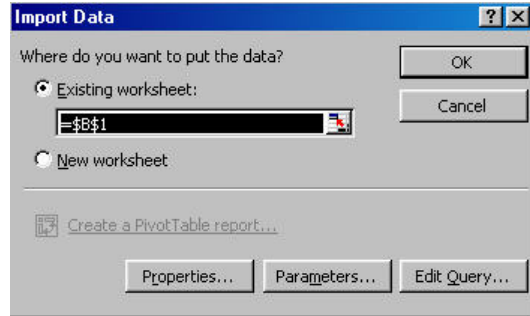 Import Data
Where do you want to put the data?
Existing worksheet:
=$B$1
New worksheet
Create a PivotTable report...
OK
Cancel
Properties...
Parameters...
Edit Query...